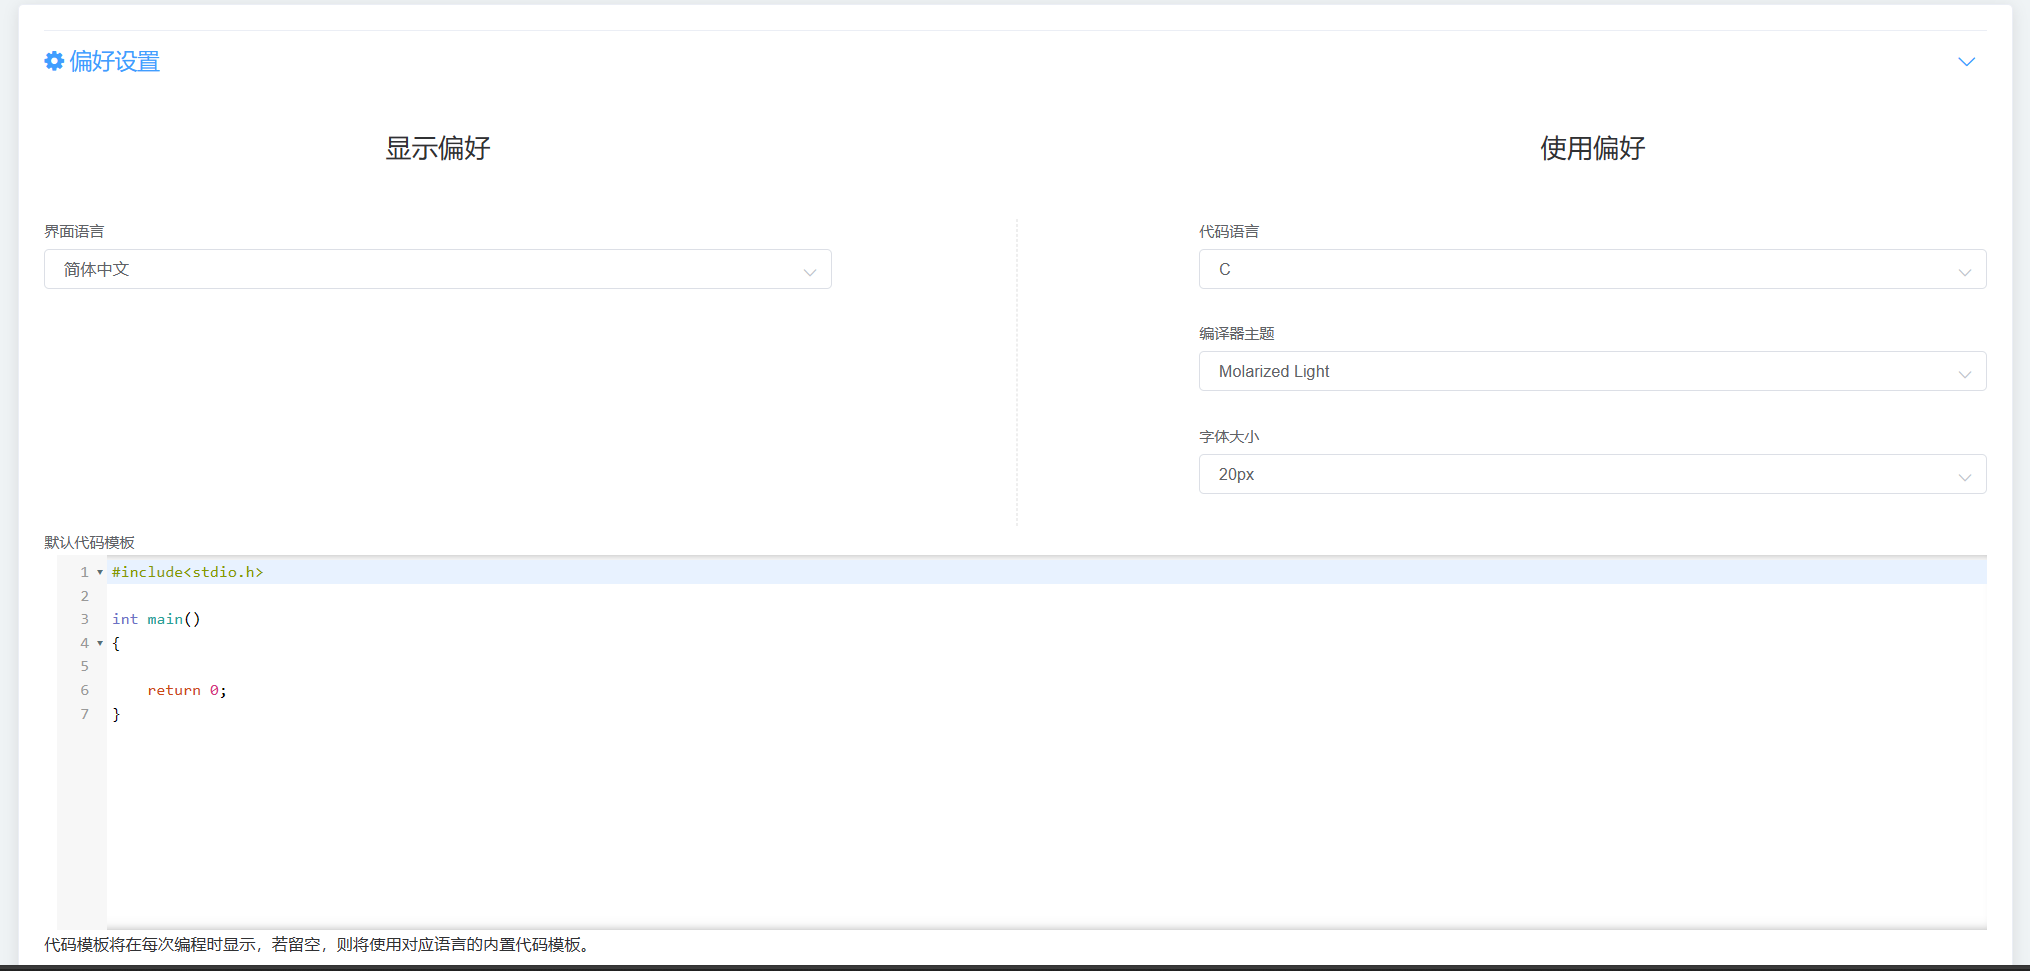 偏好设置
显示偏好
使用偏好
界面语言
简体中文
代码语言
C
编译器主题
Molarized Light
字体大小
20px
默认代码模板
1 #include<stdio.h>
2
3 int main()
4 {
5
6     return 0;
7 }
代码模板将在每次编程时显示，若留空，则将使用对应语言的内置代码模板。